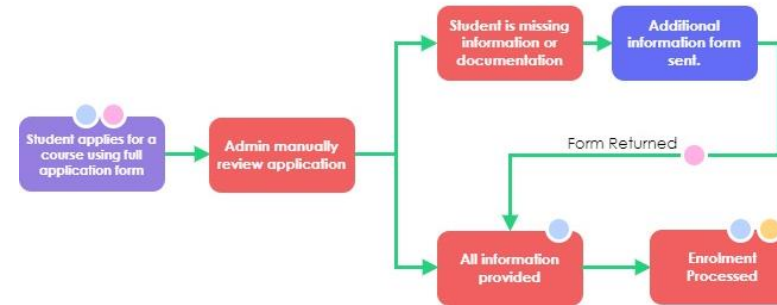 Student applies for a
course using full
application form
Admin manually
review application
Student is missing
information or
documentation
Additional
information form
sent.
Form Returned
All information
provided
Enrolment
Processed